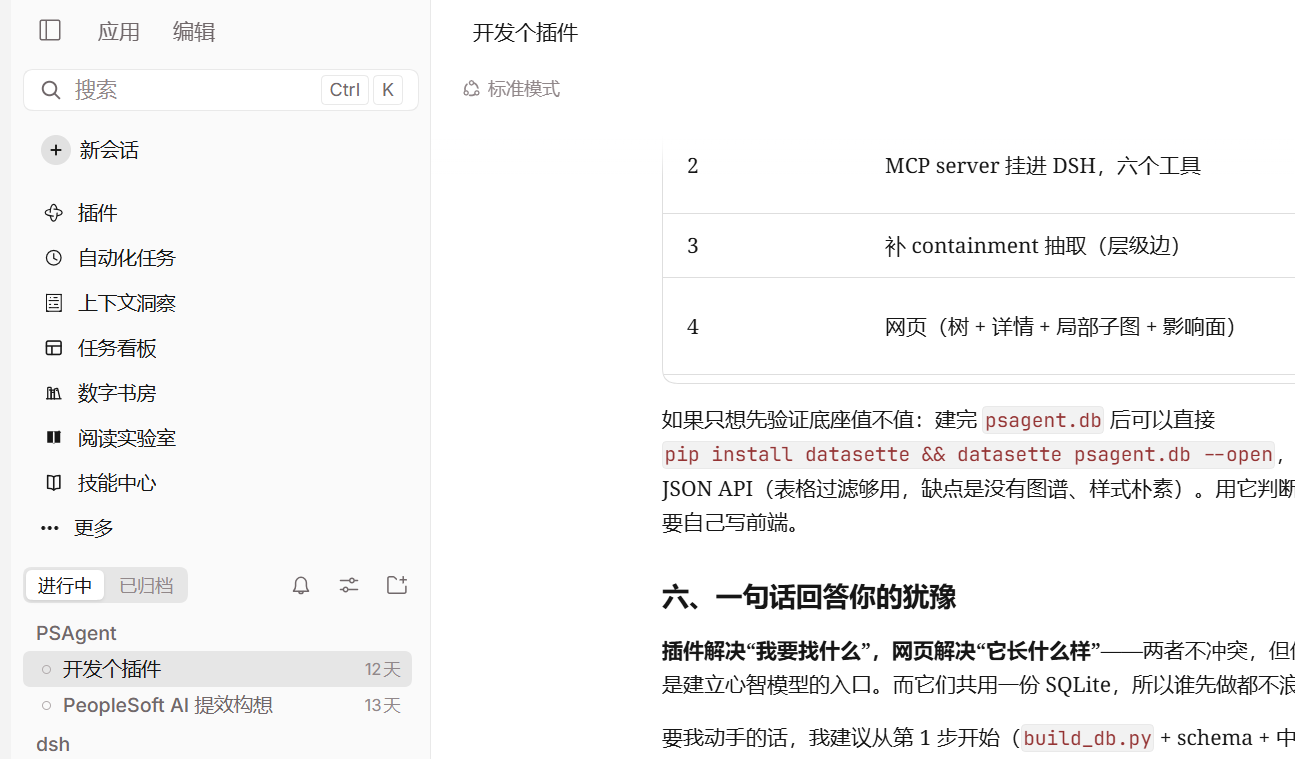 应用 编辑
搜索 Ctrl K
新会话
插件
自动化任务
上下文洞察
任务看板
数字书房
阅读实验室
技能中心
更多
进行中 已归档
PSAgent
开发个插件 12天
PeopleSoft AI 提效构想 13天
dsh
开发个插件
标准模式
2 MCP server 挂进 DSH，六个工具
3 补 containment 抽取（层级边）
4 网页（树 + 详情 + 局部子图 + 影响面）
如果只想先验证底座值不值：建完 psagent.db 后可以直接
pip install datasette && datasette psagent.db --open，
JSON API（表格过滤够用，缺点是没有图谱、样式朴素）。用它判断
要自己写前端。
六、一句话回答你的犹豫
插件解决“我要找什么”，网页解决“它长什么样”——两者不冲突，但
是建立心智模型的入口。而它们共用一份 SQLite，所以谁先做都不浪
要我动手的话，我建议从第 1 步开始（build_db.py + schema + 中